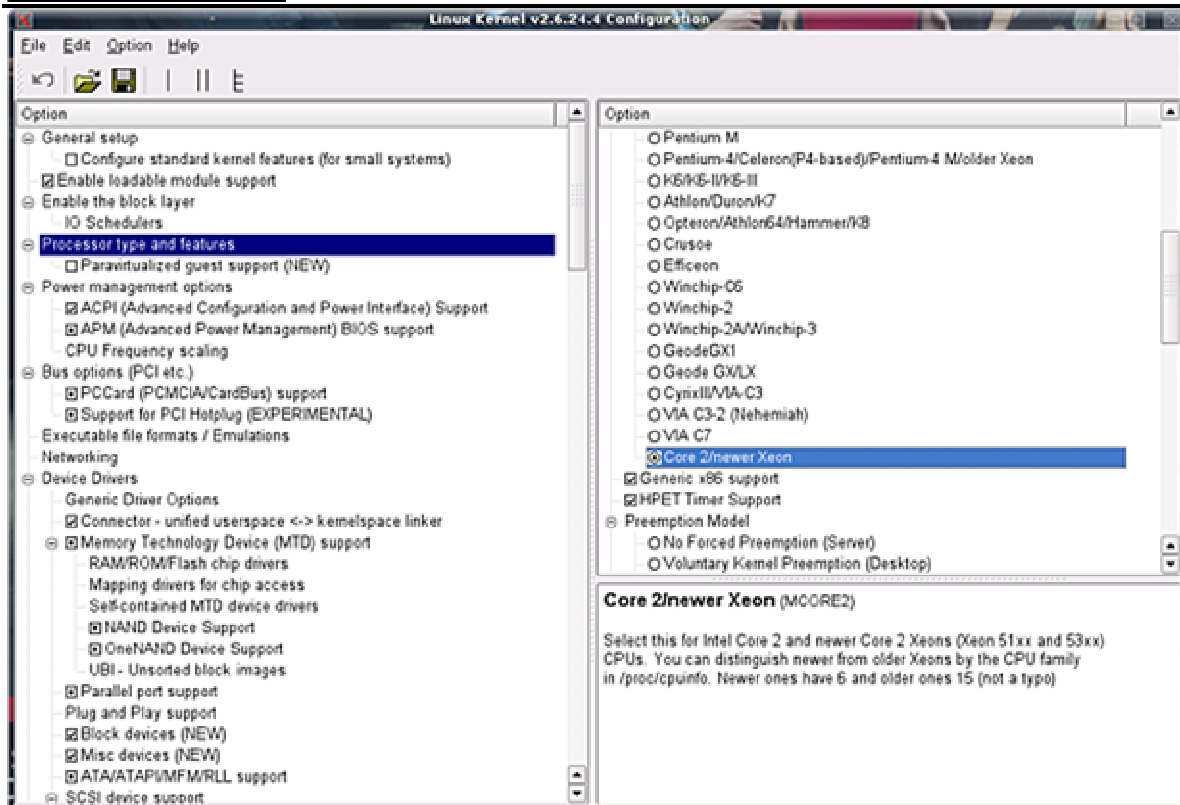 Linux Kernel v2.6.24.4 Configuration
File Edit Option Help
Option
General setup
Configure standard kernel features (for small systems)
Enable loadable module support
Enable the block layer
IO Schedulers
Processor type and features
Paravirtualized guest support (NEW)
Power management options
ACPI (Advanced Configuration and Power Interface) Support
APM (Advanced Power Management) BIOS support
CPU Frequency scaling
Bus options (PCI etc.)
PCCard (PCMCIA/CardBus) support
Support for PCI Hotplug (EXPERIMENTAL)
Executable file formats / Emulations
Networking
Device Drivers
Generic Driver Options
Connector - unified userspace <-> kernelspace linker
Memory Technology Device (MTD) support
RAM/ROM/Flash chip drivers
Mapping drivers for chip access
Self-contained MTD device drivers
NAND Device Support
OneNAND Device Support
UBI - Unsorted block images
Parallel port support
Plug and Play support
Block devices (NEW)
Misc devices (NEW)
ATA/ATAPI/MFM/RLL support
SCSI device support
Option
Pentium M
Pentium-4/Celeron(P4-based)/Pentium-4 M/older Xeon
K6/K6-II/K6-III
Athlon/Duron/K7
Opteron/Athlon64/Hammer/K8
Crusoe
Efficeon
Winchip-C6
Winchip-2
Winchip-2A/Winchip-3
GeodeGX1
Geode GX/LX
CyrixIII/VIA-C3
VIA C3-2 (Nehemiah)
VIA C7
Core 2/newer Xeon
Generic x86 support
HPET Timer Support
Preemption Model
No Forced Preemption (Server)
Voluntary Kernel Preemption (Desktop)
Core 2/newer Xeon (MCORE2)
Select this for Intel Core 2 and newer Core 2 Xeons (Xeon 51xx and 53xx)
CPUs. You can distinguish newer from older Xeons by the CPU family
in /proc/cpuinfo. Newer ones have 6 and older ones 15 (not a typo)